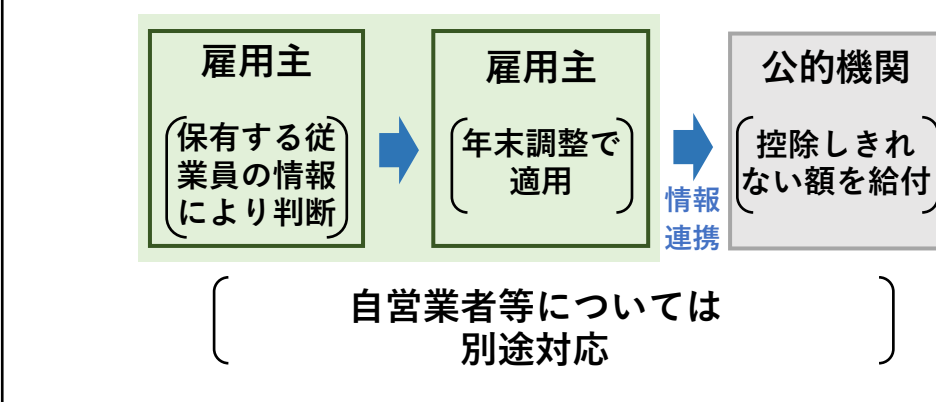 雇用主
保有する従
業員の情報
により判断
雇用主
年末調整で
適用
情報
連携
公的機関
控除しきれ
ない額を給付
自営業者等については
別途対応